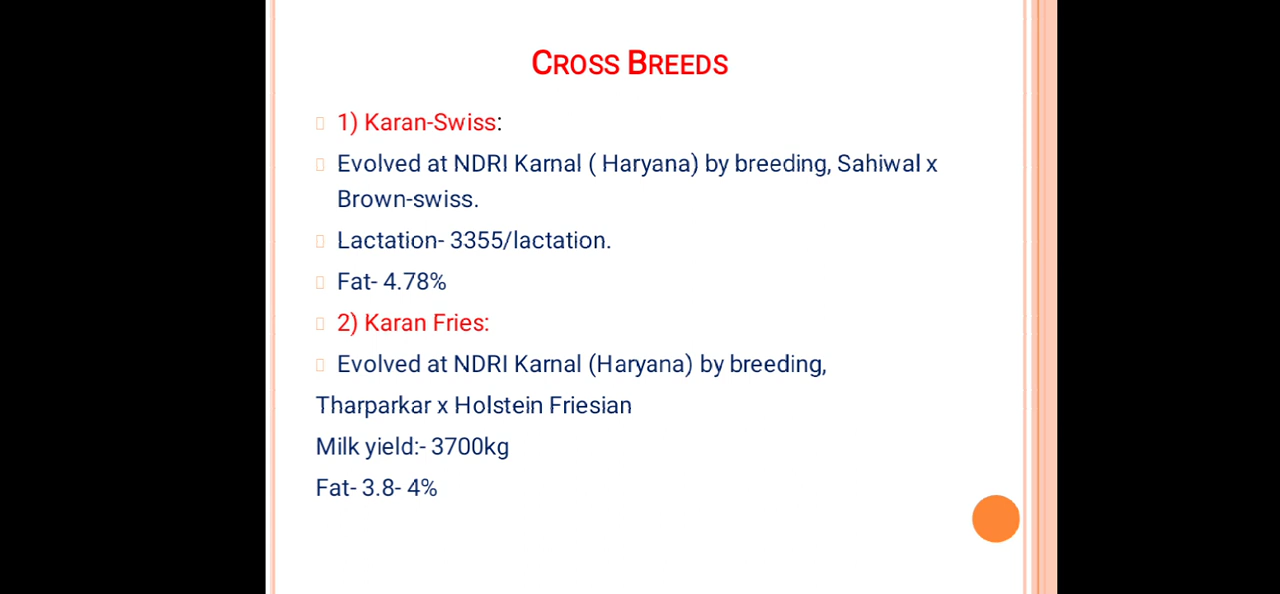 CROSS BREEDS
1) Karan-Swiss:
Evolved at NDRI Karnal ( Haryana) by breeding, Sahiwal x
Brown-swiss.
Lactation- 3355/lactation.
Fat- 4.78%
2) Karan Fries:
Evolved at NDRI Karnal (Haryana) by breeding,
Tharparkar x Holstein Friesian
Milk yield:- 3700kg
Fat- 3.8- 4%